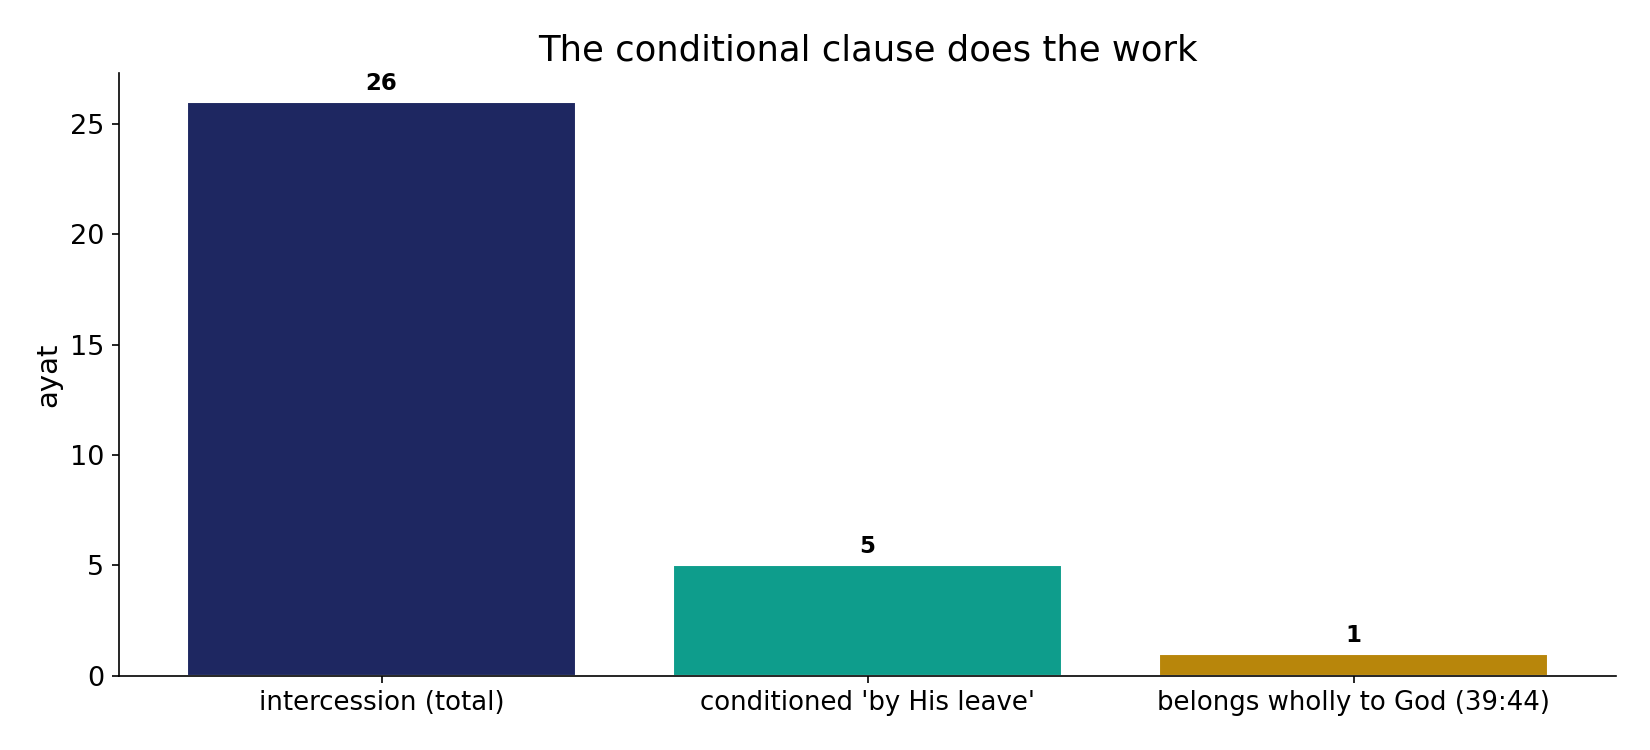 The conditional clause does the work
26
25
20
15
10
5
0
ayat
5
1
intercession (total)
conditioned 'by His leave'
belongs wholly to God (39:44)